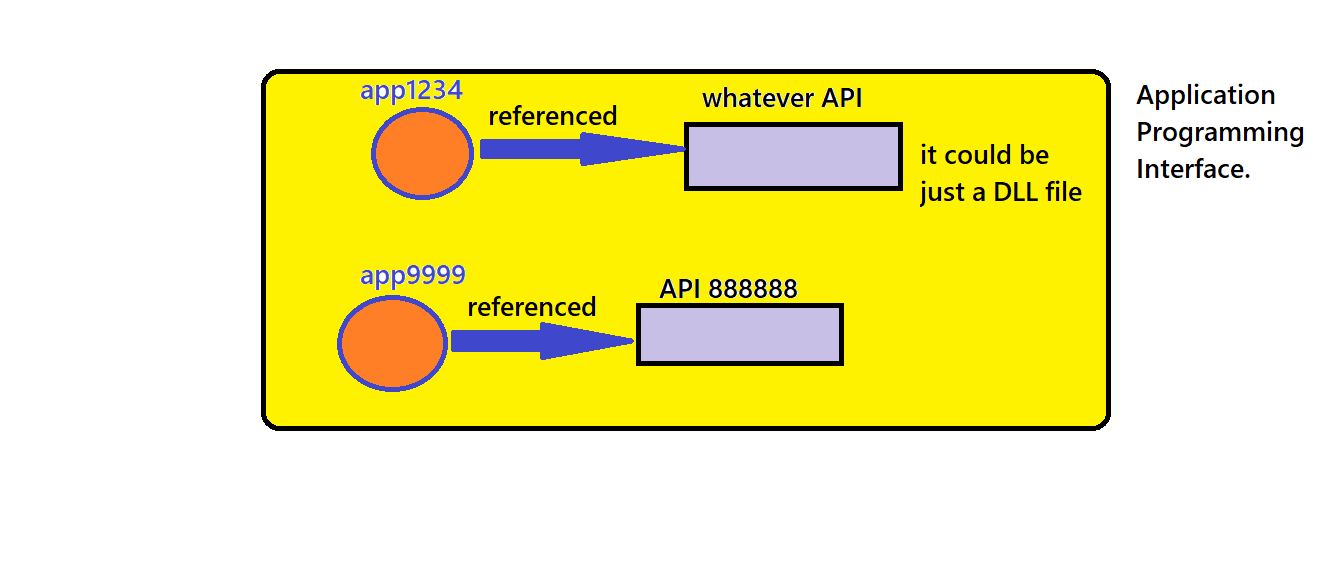 app1234
referenced
whatever API
it could be
just a DLL file
Application
Programming
Interface.
app9999
referenced
API 888888